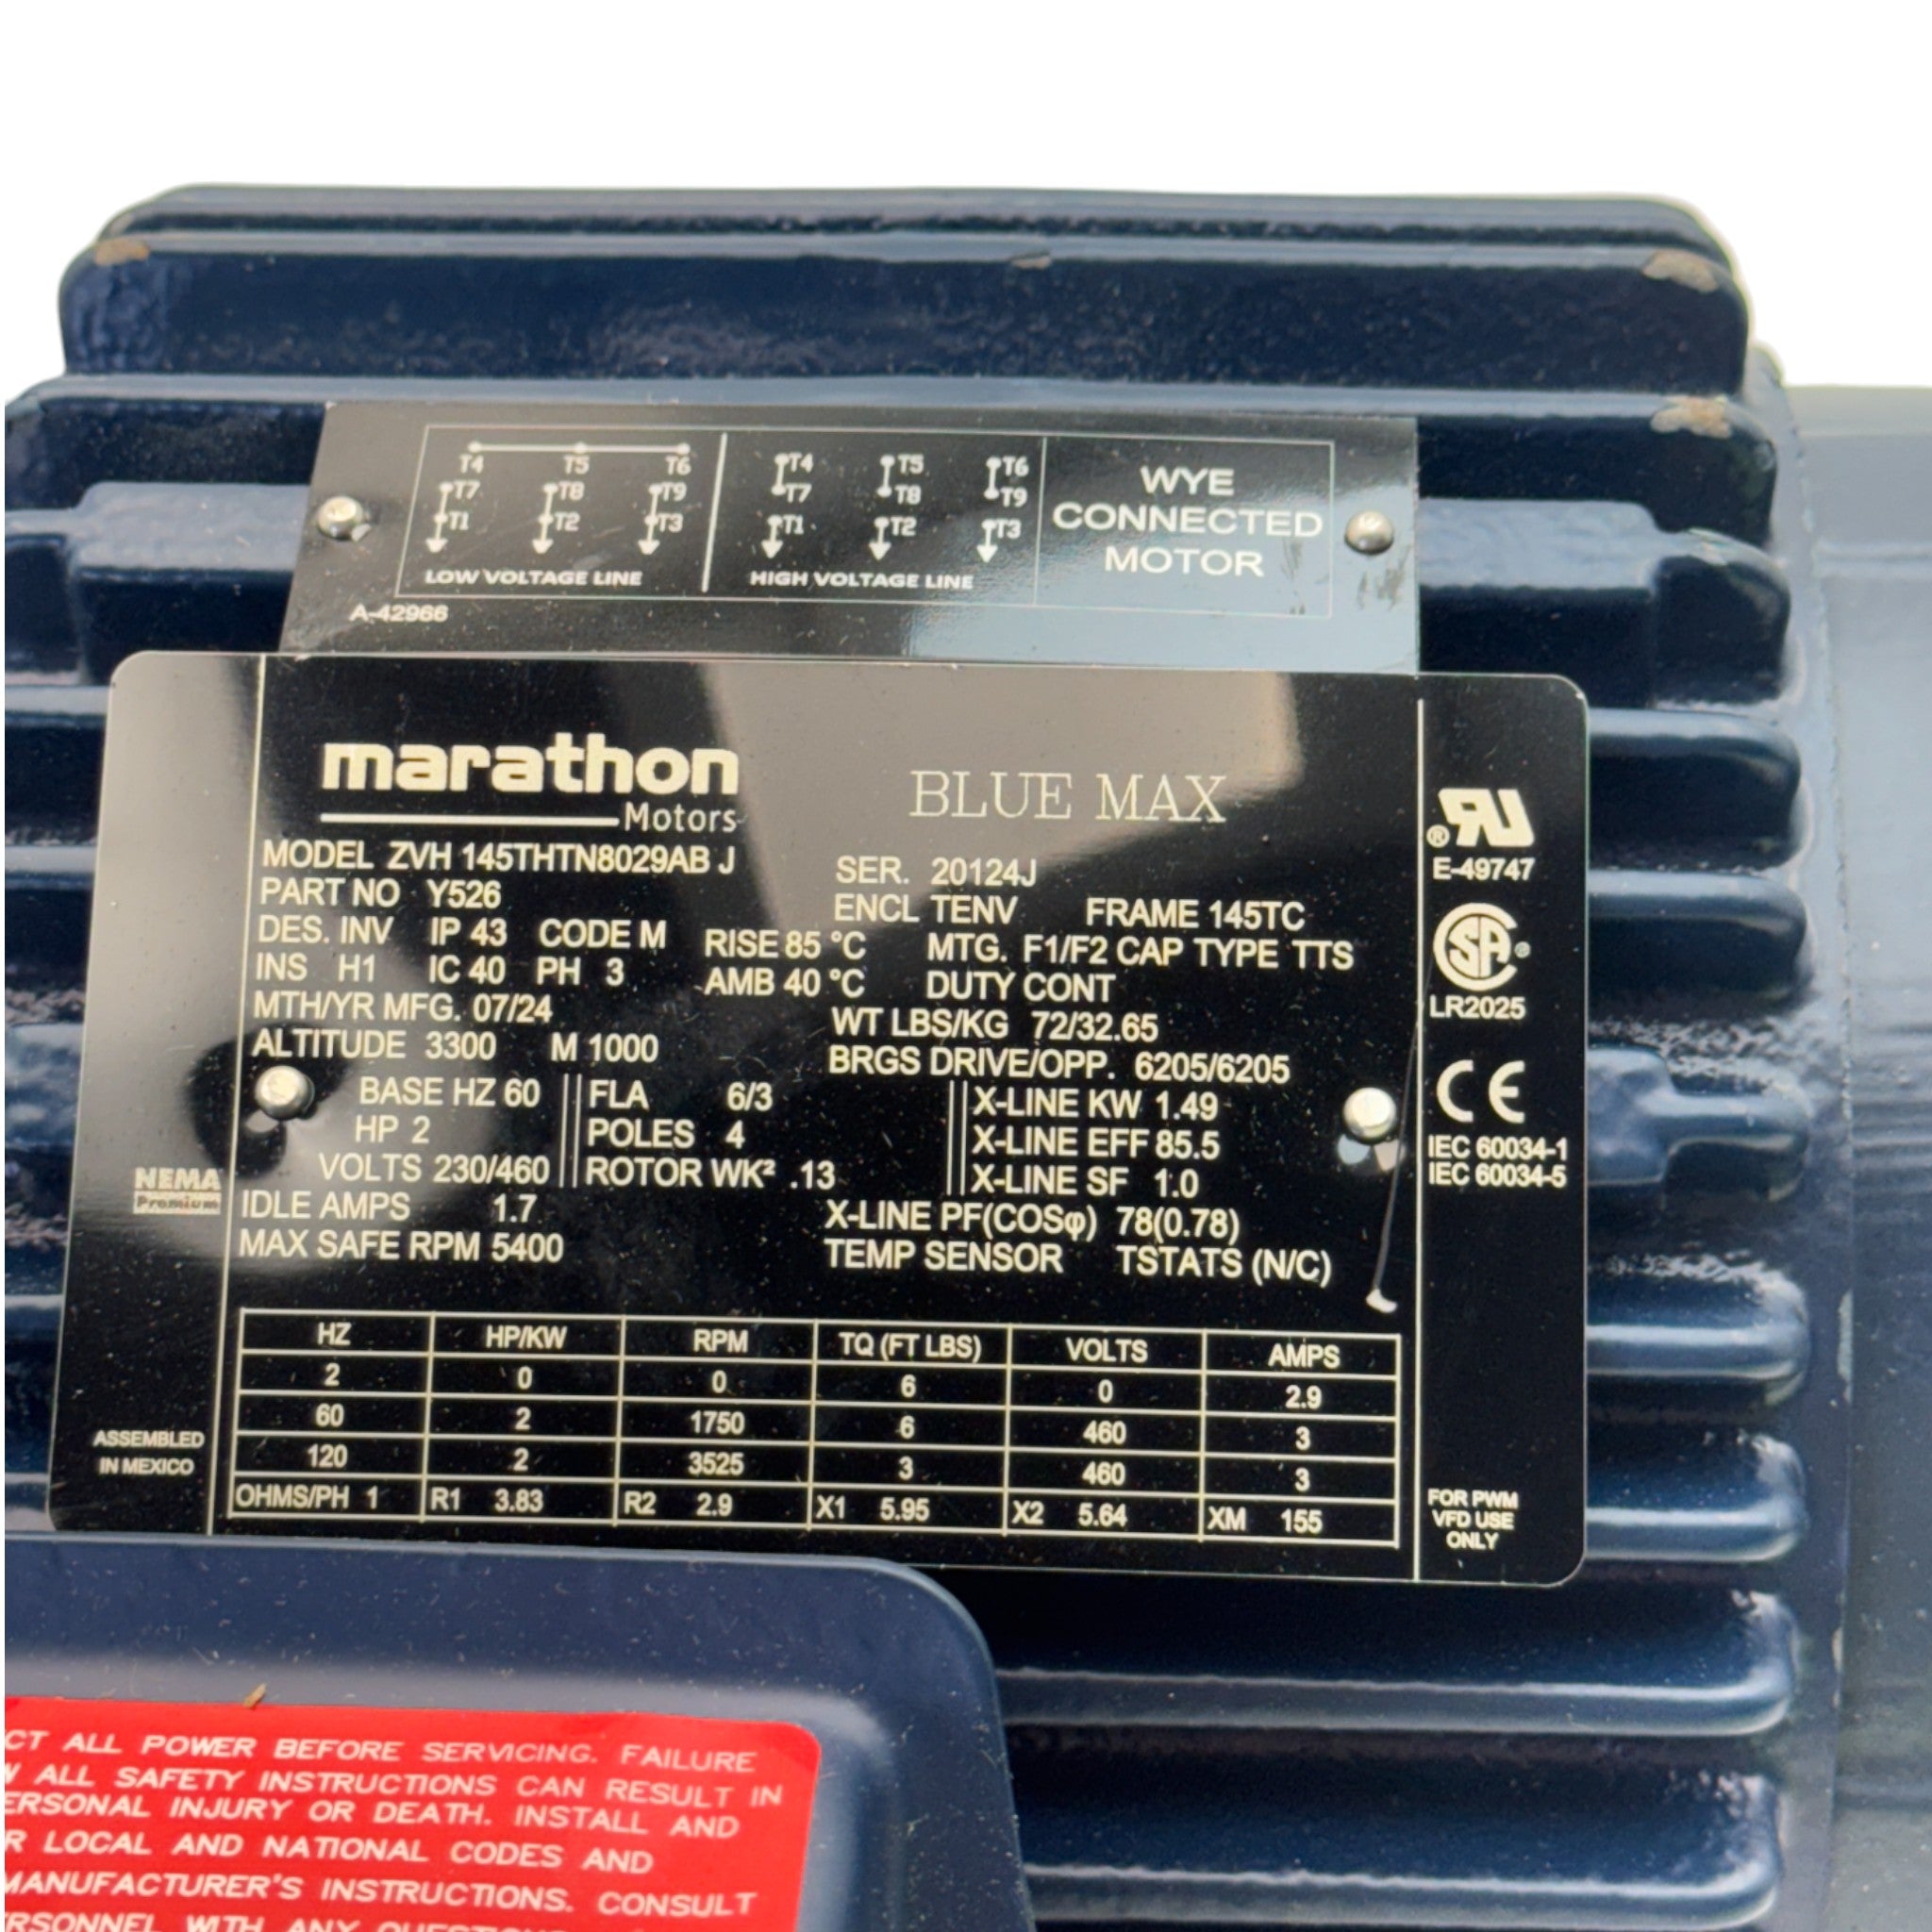 T4 T5 T6 T4 T5 T6
T7 T8 T9 T7 T8 T9
T1 T2 T3 T1 T2 T3
LOW VOLTAGE LINE HIGH VOLTAGE LINE
WYE
CONNECTED
MOTOR
A-42966
marathon
Motors
BLUE MAX
MODEL ZVH 145THTN8029AB J SER. 20124J
PART NO Y526 ENCL TENV FRAME 145TC
DES. INV IP 43 CODE M RISE 85 °C MTG. F1/F2 CAP TYPE TTS
INS H1 IC 40 PH 3 AMB 40 °C DUTY CONT
MTH/YR MFG. 07/24 WT LBS/KG 72/32.65
ALTITUDE 3300 M 1000 BRGS DRIVE/OPP. 6205/6205
BASE HZ 60 FLA 6/3 X-LINE KW 1.49
HP 2 POLES 4 X-LINE EFF 85.5
VOLTS 230/460 ROTOR WK² .13 X-LINE SF 1.0
IDLE AMPS 1.7 X-LINE PF(COSφ) 78(0.78)
MAX SAFE RPM 5400 TEMP SENSOR TSTATS (N/C)
HZ HP/KW RPM TQ (FT LBS) VOLTS AMPS
2 0 0 6 0 2.9
60 2 1750 6 460 3
120 2 3525 3 460 3
OHMS/PH 1 R1 3.83 R2 2.9 X1 5.95 X2 5.64 XM 155
NEMA
Premium
ASSEMBLED
IN MEXICO
RU ®
E-49747
SA ®
LR2025
CE
IEC 60034-1
IEC 60034-5
FOR PWM
VFD USE
ONLY
CT ALL POWER BEFORE SERVICING. FAILURE
W ALL SAFETY INSTRUCTIONS CAN RESULT IN
ERSONAL INJURY OR DEATH. INSTALL AND
R LOCAL AND NATIONAL CODES AND
MANUFACTURER'S INSTRUCTIONS. CONSULT
ERSONNEL WITH ANY